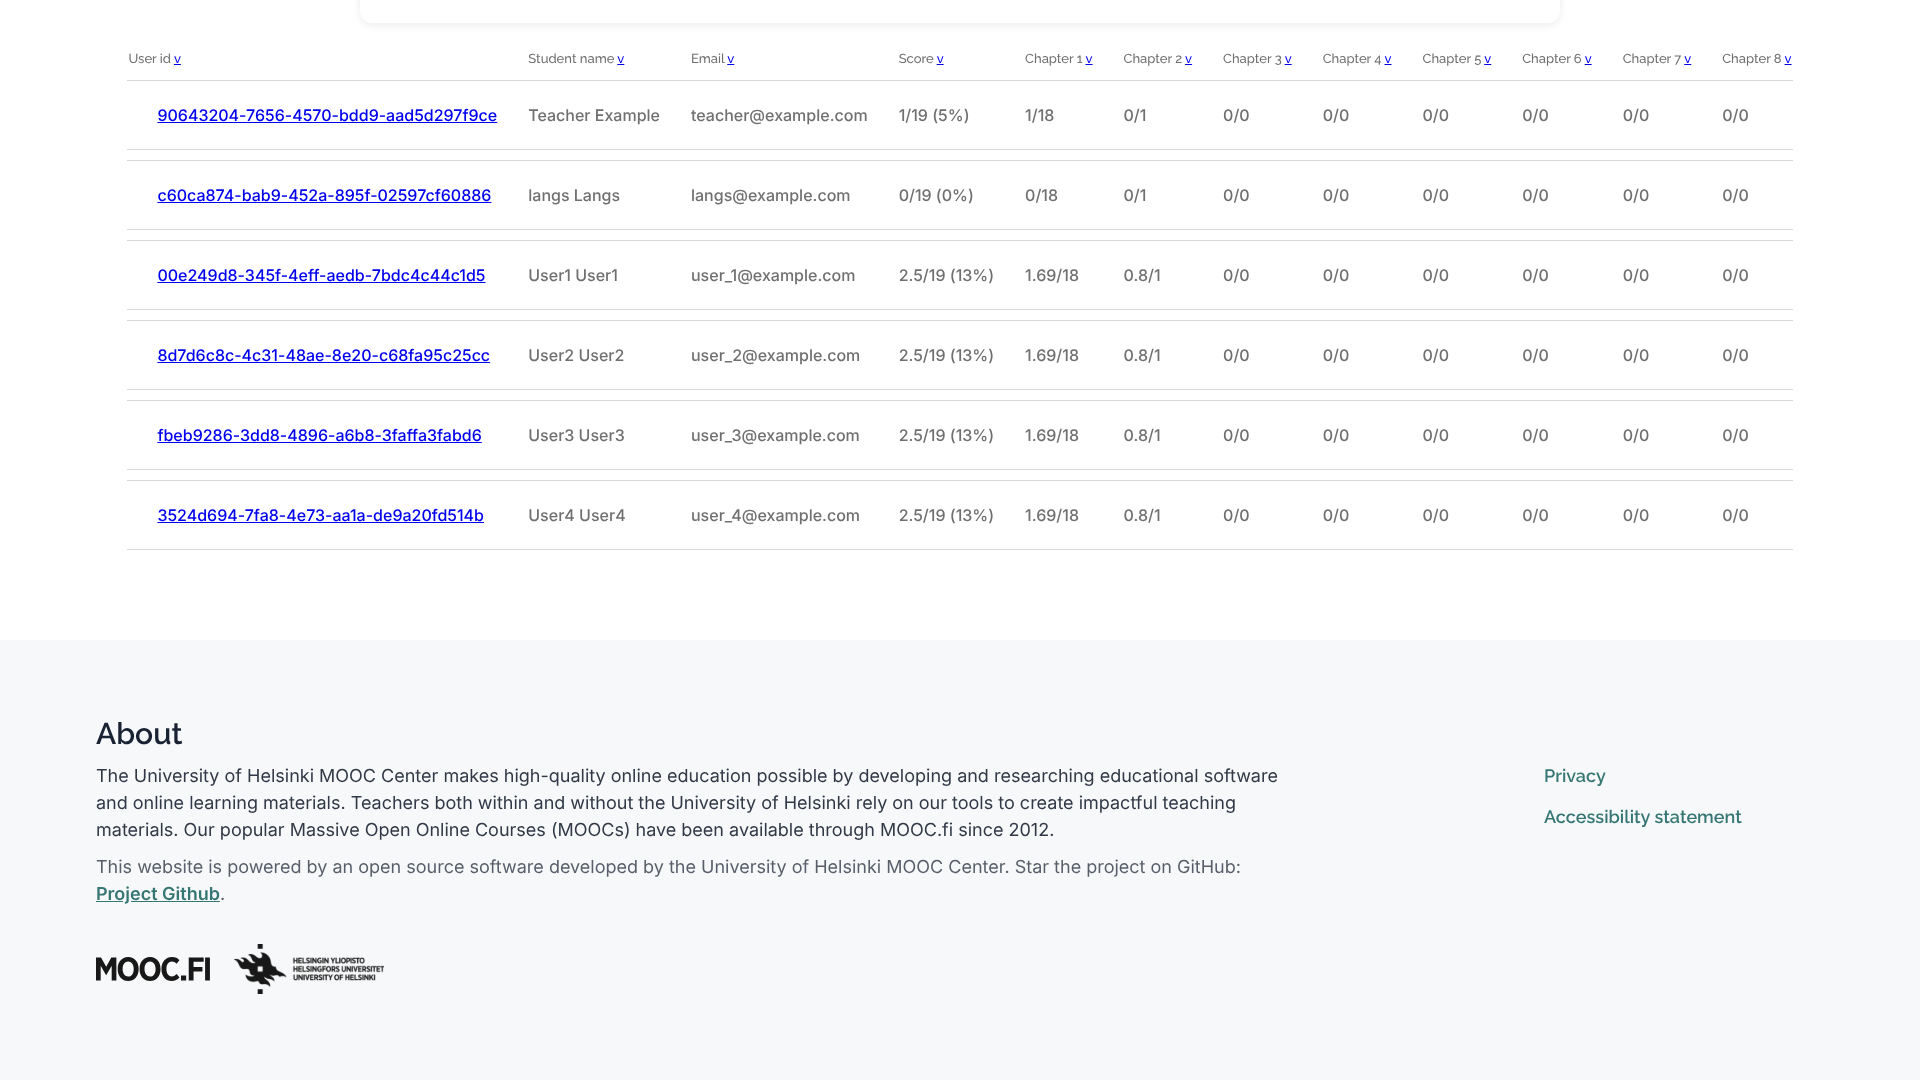 User id v Student name v Email v Score v Chapter 1 v Chapter 2 v Chapter 3 v Chapter 4 v Chapter 5 v Chapter 6 v Chapter 7 v Chapter 8 v
90643204-7656-4570-bdd9-aad5d297f9ce Teacher Example teacher@example.com 1/19 (5%) 1/18 0/1 0/0 0/0 0/0 0/0 0/0 0/0
c60ca874-bab9-452a-895f-02597cf60886 langs Langs langs@example.com 0/19 (0%) 0/18 0/1 0/0 0/0 0/0 0/0 0/0 0/0
00e249d8-345f-4eff-aedb-7bdc4c44c1d5 User1 User1 user_1@example.com 2.5/19 (13%) 1.69/18 0.8/1 0/0 0/0 0/0 0/0 0/0 0/0
8d7d6c8c-4c31-48ae-8e20-c68fa95c25cc User2 User2 user_2@example.com 2.5/19 (13%) 1.69/18 0.8/1 0/0 0/0 0/0 0/0 0/0 0/0
fbeb9286-3dd8-4896-a6b8-3faffa3fabd6 User3 User3 user_3@example.com 2.5/19 (13%) 1.69/18 0.8/1 0/0 0/0 0/0 0/0 0/0 0/0
3524d694-7fa8-4e73-aa1a-de9a20fd514b User4 User4 user_4@example.com 2.5/19 (13%) 1.69/18 0.8/1 0/0 0/0 0/0 0/0 0/0 0/0
About
The University of Helsinki MOOC Center makes high-quality online education possible by developing and researching educational software
and online learning materials. Teachers both within and without the University of Helsinki rely on our tools to create impactful teaching
materials. Our popular Massive Open Online Courses (MOOCs) have been available through MOOC.fi since 2012.
This website is powered by an open source software developed by the University of Helsinki MOOC Center. Star the project on GitHub:
Project Github.
Privacy
Accessibility statement
MOOC.FI
HELSINGIN YLIOPISTO
HELSINGFORS UNIVERSITET
UNIVERSITY OF HELSINKI